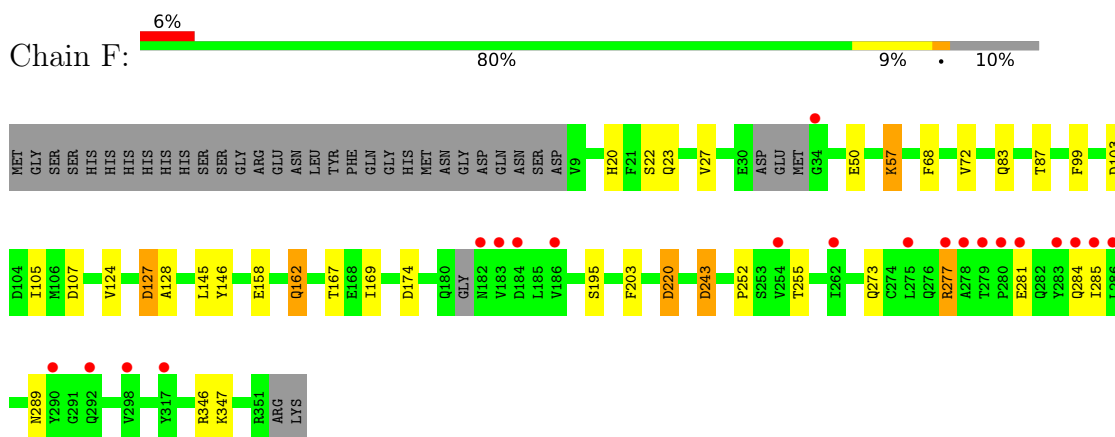 6%
Chain F:
80% 9% • 10%
MET GLY SER SER HIS HIS HIS HIS HIS HIS SER SER GLY ARG GLU ASN LEU TYR PHE GLN GLY HIS MET ASN GLY ASP GLN ASN SER ASP V9 H20 F21 S22 Q23 V27 E30 ASP GLU MET G34 E50 K57 F68 V72 Q83 T87 F99 D103
D104 I105 M106 D107 V124 D127 A128 L145 Y146 E158 Q162 T167 E168 I169 D174 Q180 GLY N182 V183 D184 L185 V186 S195 F203 D220 D243 P252 S253 V254 T255 I262 Q273 C274 L275 Q276 R277 A278 T279 P280 E281 Q282 Y283 Q284 I285 L286
N289 Y290 G291 Q292 V298 Y317 R346 K347 R351 ARG LYS